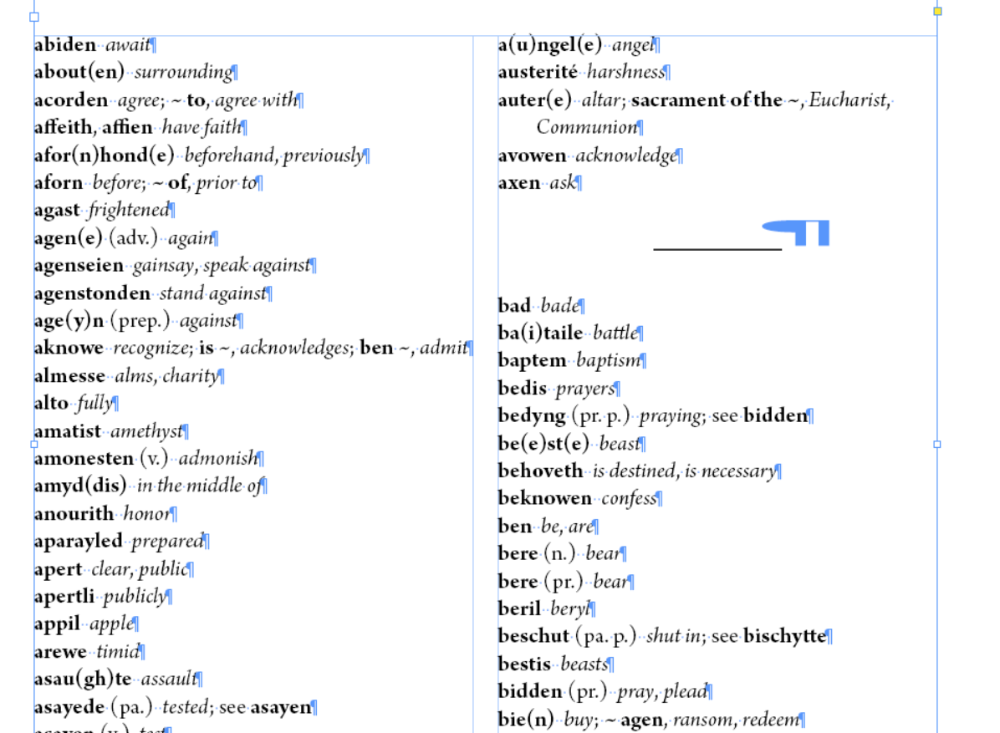 abiden await¶
about(en) surrounding¶
acorden agree; ~ to, agree with¶
affeith, affien have faith¶
afor(n)hond(e) beforehand, previously¶
aforn before; ~ of, prior to¶
agast frightened¶
agen(e) (adv.) again¶
agenseien gainsay, speak against¶
agenstonden stand against¶
age(y)n (prep.) against¶
aknowe recognize; is ~, acknowledges; ben ~, admit¶
almesse alms, charity¶
alto fully¶
amatist amethyst¶
amonesten (v.) admonish¶
amyd(dis) in the middle of¶
anourith honor¶
aparayled prepared¶
apert clear, public¶
apertli publicly¶
appil apple¶
arewe timid¶
asau(gh)te assault¶
asayede (pa.) tested; see asayen¶
asayen (v.) test¶
a(u)ngel(e) angel¶
austerité harshness¶
auter(e) altar; sacrament of the ~, Eucharist,
Communion¶
avowen acknowledge¶
axen ask¶
¶
bad bade¶
ba(i)taile battle¶
baptem baptism¶
bedis prayers¶
bedyng (pr. p.) praying; see bidden¶
be(e)st(e) beast¶
behoveth is destined, is necessary¶
beknowen confess¶
ben be, are¶
bere (n.) bear¶
bere (pr.) bear¶
beril beryl¶
beschut (pa. p.) shut in; see bischytte¶
bestis beasts¶
bidden (pr.) pray, plead¶
bie(n) buy; ~ agen, ransom, redeem¶